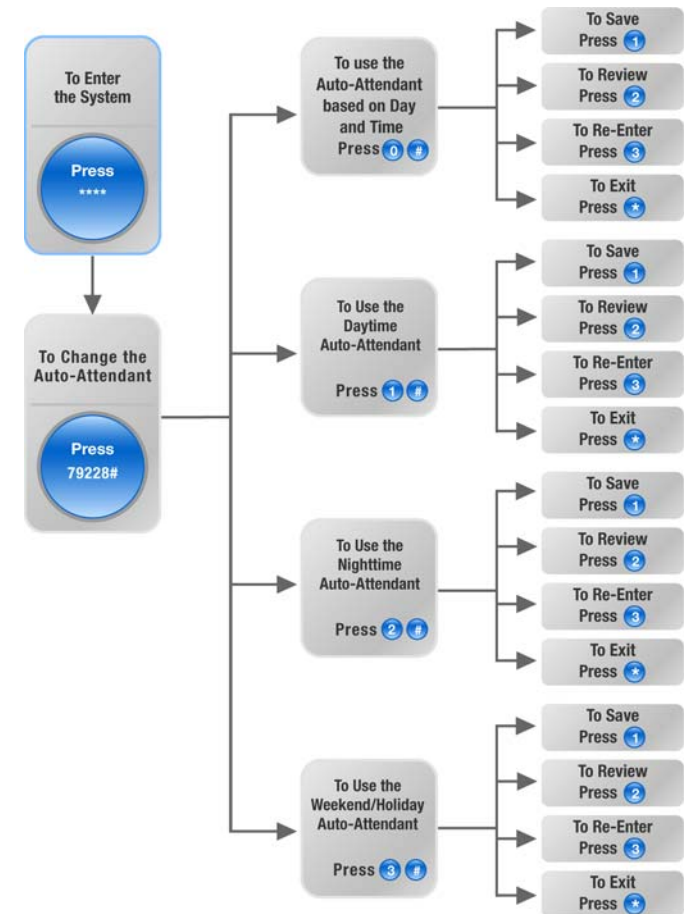 To Enter
the System
Press
****
To Change the
Auto-Attendant
Press
79228#
To use the
Auto-Attendant
based on Day
and Time
Press 0 #
To Save
Press 1
To Review
Press 2
To Re-Enter
Press 3
To Exit
Press *
To Use the
Daytime
Auto-Attendant
Press 1 #
To Save
Press 1
To Review
Press 2
To Re-Enter
Press 3
To Exit
Press *
To Use the
Nighttime
Auto-Attendant
Press 2 #
To Save
Press 1
To Review
Press 2
To Re-Enter
Press 3
To Exit
Press *
To Use the
Weekend/Holiday
Auto-Attendant
Press 3 #
To Save
Press 1
To Review
Press 2
To Re-Enter
Press 3
To Exit
Press *